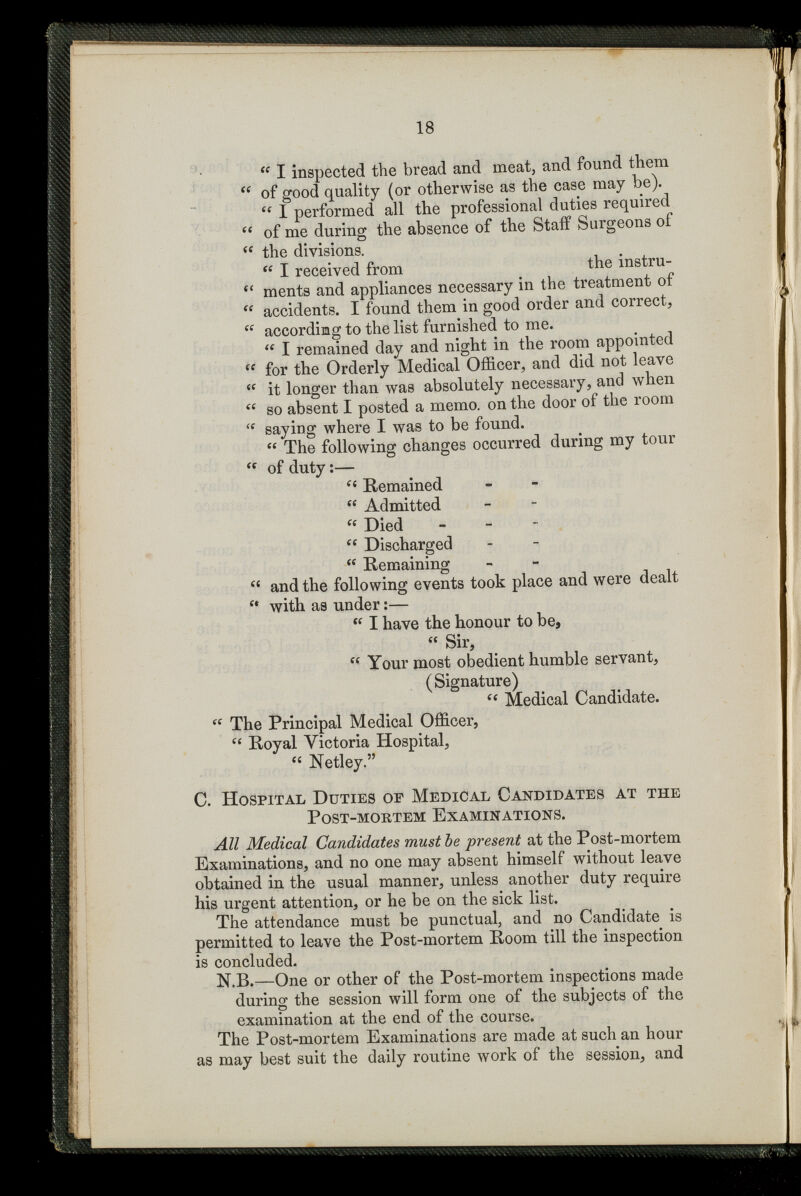 18
“ I inspected the bread and meat, and found them
“ of good quality (or otherwise as the case may be).
“ I performed all the professional duties required
“ of me during the absence of the Staff Surgeons of
“ the divisions.
“ I received from the instru-
“ ments and appliances necessary in the treatment of
“ accidents. I found them in good order and correct,
“ according to the list furnished to me.
“ I remained day and night in the room appointed
“ for the Orderly Medical Officer, and did not leave
“ it longer than was absolutely necessary, and when
“ so absent I posted a memo. on the door of the room
“ saying where I was to be found.
“ The following changes occurred during my tour
“ of duty:—
“ Remained - -
“ Admitted - -
“ Died - - -
“ Discharged - -
“ Remaining - -
“ and the following events took place and were dealt
“ with as under:—
“ I have the honour to be,
“ Sir,
“ Your most obedient humble servant,
(Signature)
“ Medical Candidate.
“ The Principal Medical Officer,
“ Royal Victoria Hospital,
“ Netley.”
C. Hospital Duties of Medical Candidates at the
Post-mortem Examinations.
All Medical Candidates must be present at the Post-mortem
Examinations, and no one may absent himself without leave
obtained in the usual manner, unless another duty require
his urgent attention, or he be on the sick list.
The attendance must be punctual, and no Candidate is
permitted to leave the Post-mortem Room till the inspection
is concluded.
N.B.—One or other of the Post-mortem inspections made
during the session will form one of the subjects of the
examination at the end of the course.
The Post-mortem Examinations are made at such an hour
as may best suit the daily routine work of the session, and